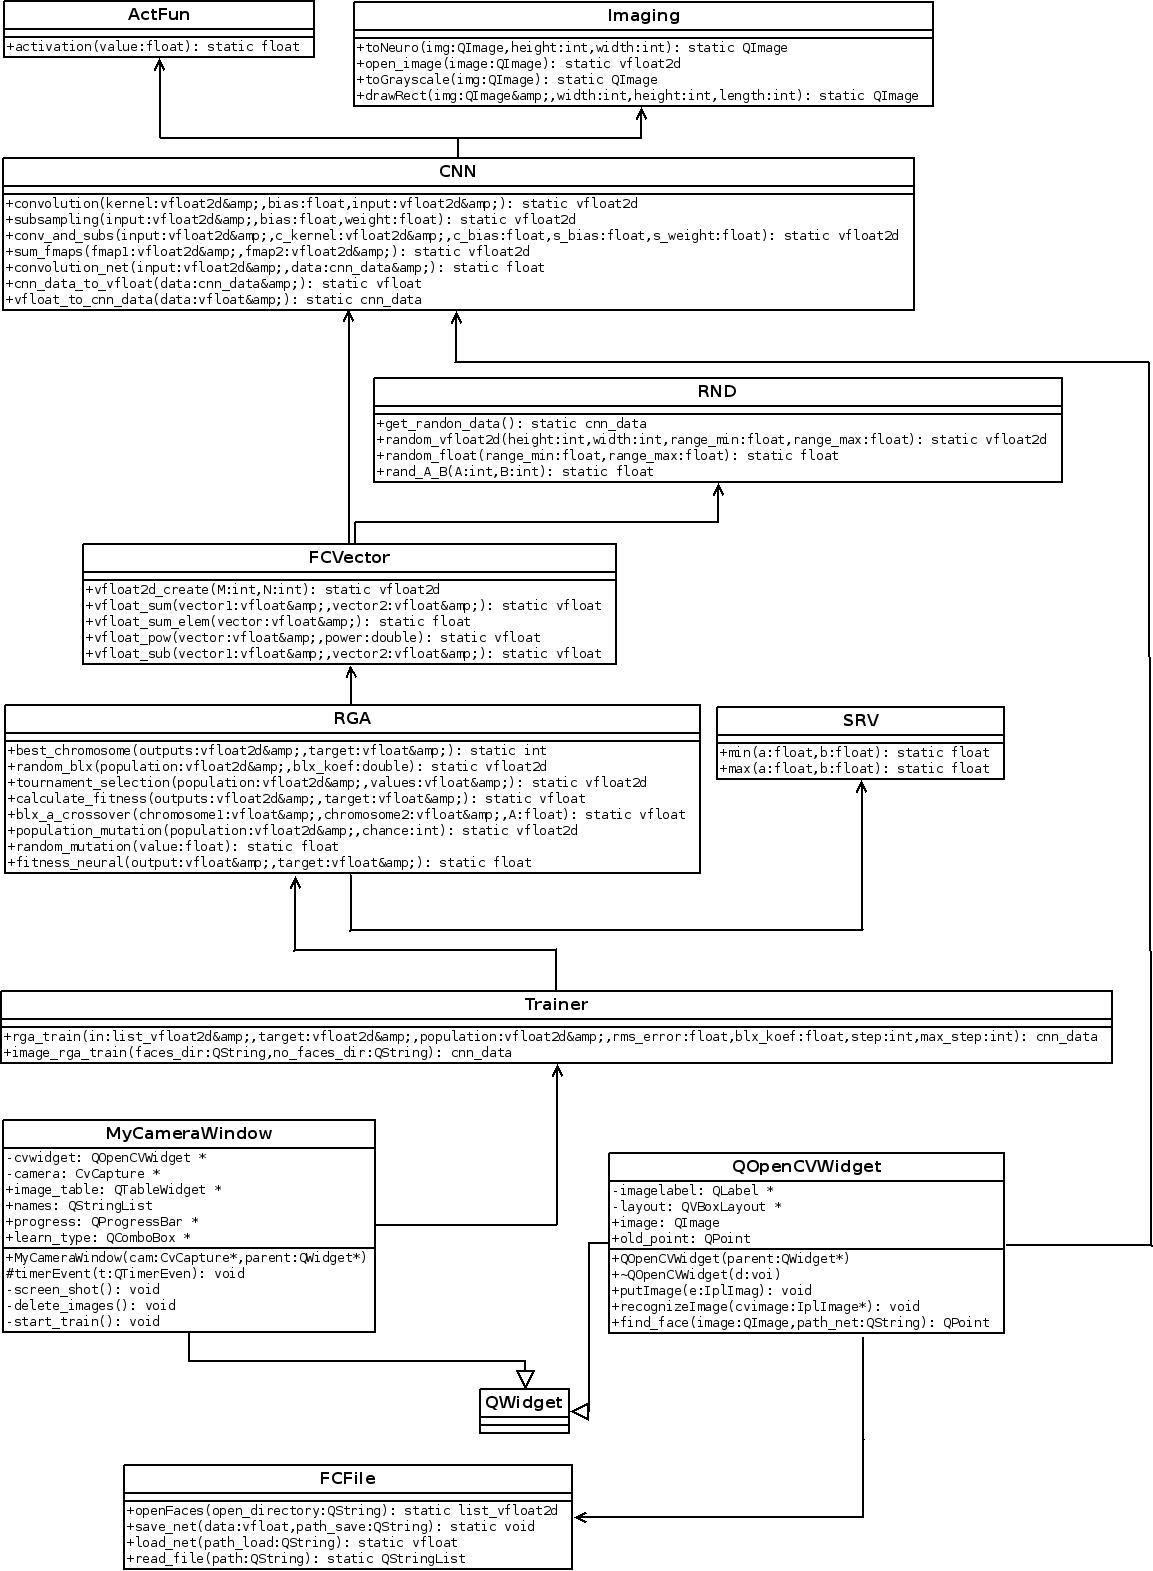 ActFun
+activation(value:float): static float
Imaging
+toNeuro(img:QImage,height:int,width:int): static QImage
+open_image(image:QImage): static vfloat2d
+toGrayscale(img:QImage): static QImage
+drawRect(img:QImage&amp;,width:int,height:int,length:int): static QImage
CNN
+convolution(kernel:vfloat2d&amp;,bias:float,input:vfloat2d&amp;): static vfloat2d
+subsampling(input:vfloat2d&amp;,bias:float,weight:float): static vfloat2d
+conv_and_subs(input:vfloat2d&amp;,c_kernel:vfloat2d&amp;,c_bias:float,s_bias:float,s_weight:float): static vfloat2d
+sum_fmaps(fmap1:vfloat2d&amp;,fmap2:vfloat2d&amp;): static vfloat2d
+convolution_net(input:vfloat2d&amp;,data:cnn_data&amp;): static float
+cnn_data_to_vfloat(data:cnn_data&amp;): static vfloat
+vfloat_to_cnn_data(data:vfloat&amp;): static cnn_data
RND
+get_randon_data(): static cnn_data
+random_vfloat2d(height:int,width:int,range_min:float,range_max:float): static vfloat2d
+random_float(range_min:float,range_max:float): static float
+rand_A_B(A:int,B:int): static float
FCVector
+vfloat2d_create(M:int,N:int): static vfloat2d
+vfloat_sum(vector1:vfloat&amp;,vector2:vfloat&amp;): static vfloat
+vfloat_sum_elem(vector:vfloat&amp;): static float
+vfloat_pow(vector:vfloat&amp;,power:double): static vfloat
+vfloat_sub(vector1:vfloat&amp;,vector2:vfloat&amp;): static vfloat
RGA
+best_chromosome(outputs:vfloat2d&amp;,target:vfloat&amp;): static int
+random_blx(population:vfloat2d&amp;,blx_koef:double): static vfloat2d
+tournament_selection(population:vfloat2d&amp;,values:vfloat&amp;): static vfloat2d
+calculate_fitness(outputs:vfloat2d&amp;,target:vfloat&amp;): static vfloat
+blx_a_crossover(chromosome1:vfloat&amp;,chromosome2:vfloat&amp;,A:float): static vfloat
+population_mutation(population:vfloat2d&amp;,chance:int): static vfloat2d
+random_mutation(value:float): static float
+fitness_neural(output:vfloat&amp;,target:vfloat&amp;): static float
SRV
+min(a:float,b:float): static float
+max(a:float,b:float): static float
Trainer
+rga_train(in:list_vfloat2d&amp;,target:vfloat2d&amp;,population:vfloat2d&amp;,rms_error:float,blx_koef:float,step:int,max_step:int): cnn_data
+image_rga_train(faces_dir:QString,no_faces_dir:QString): cnn_data
MyCameraWindow
-cvwidget: QOpenCVWidget *
-camera: CvCapture *
+image_table: QTableWidget *
+names: QStringList
+progress: QProgressBar *
+learn_type: QComboBox *
+MyCameraWindow(cam:CvCapture*,parent:QWidget*)
#timerEvent(t:QTimerEven): void
-screen_shot(): void
-delete_images(): void
-start_train(): void
QOpenCVWidget
-imagelabel: QLabel *
-layout: QVBoxLayout *
+image: QImage
+old_point: QPoint
+QOpenCVWidget(parent:QWidget*)
+~QOpenCVWidget(d:voi)
+putImage(e:IplImag): void
+recognizeImage(cvimage:IplImage*): void
+find_face(image:QImage,path_net:QString): QPoint
QWidget
FCFile
+openFaces(open_directory:QString): static list_vfloat2d
+save_net(data:vfloat,path_save:QString): static void
+load_net(path_load:QString): static vfloat
+read_file(path:QString): static QStringList